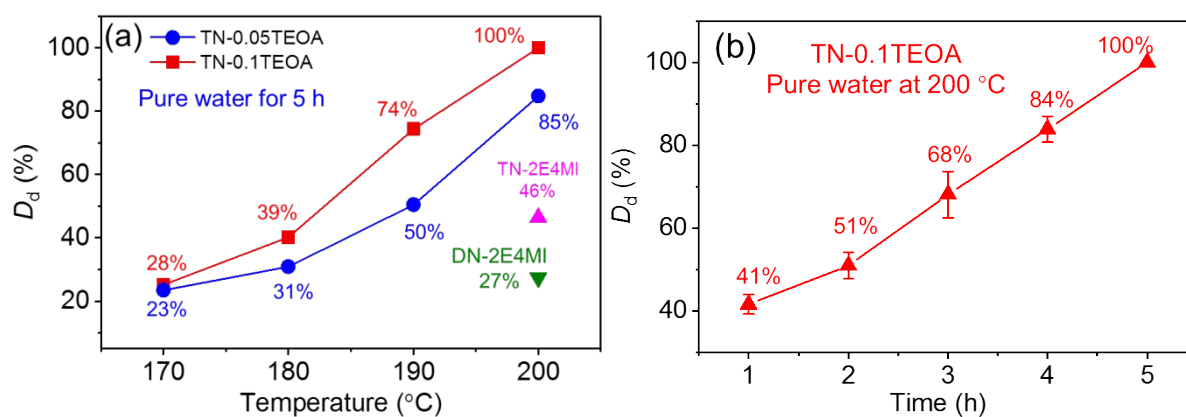 (a)
TN-0.05TEOA
TN-0.1TEOA
Pure water for 5 h
100%
74%
85%
TN-2E4MI
46%
39%
50%
DN-2E4MI
27%
28%
31%
23%
100
80
60
40
20
Dd (%)
170 180 190 200
Temperature (°C)
(b)
TN-0.1TEOA
Pure water at 200 °C
100%
84%
68%
51%
41%
100
80
60
40
Dd (%)
1 2 3 4 5
Time (h)